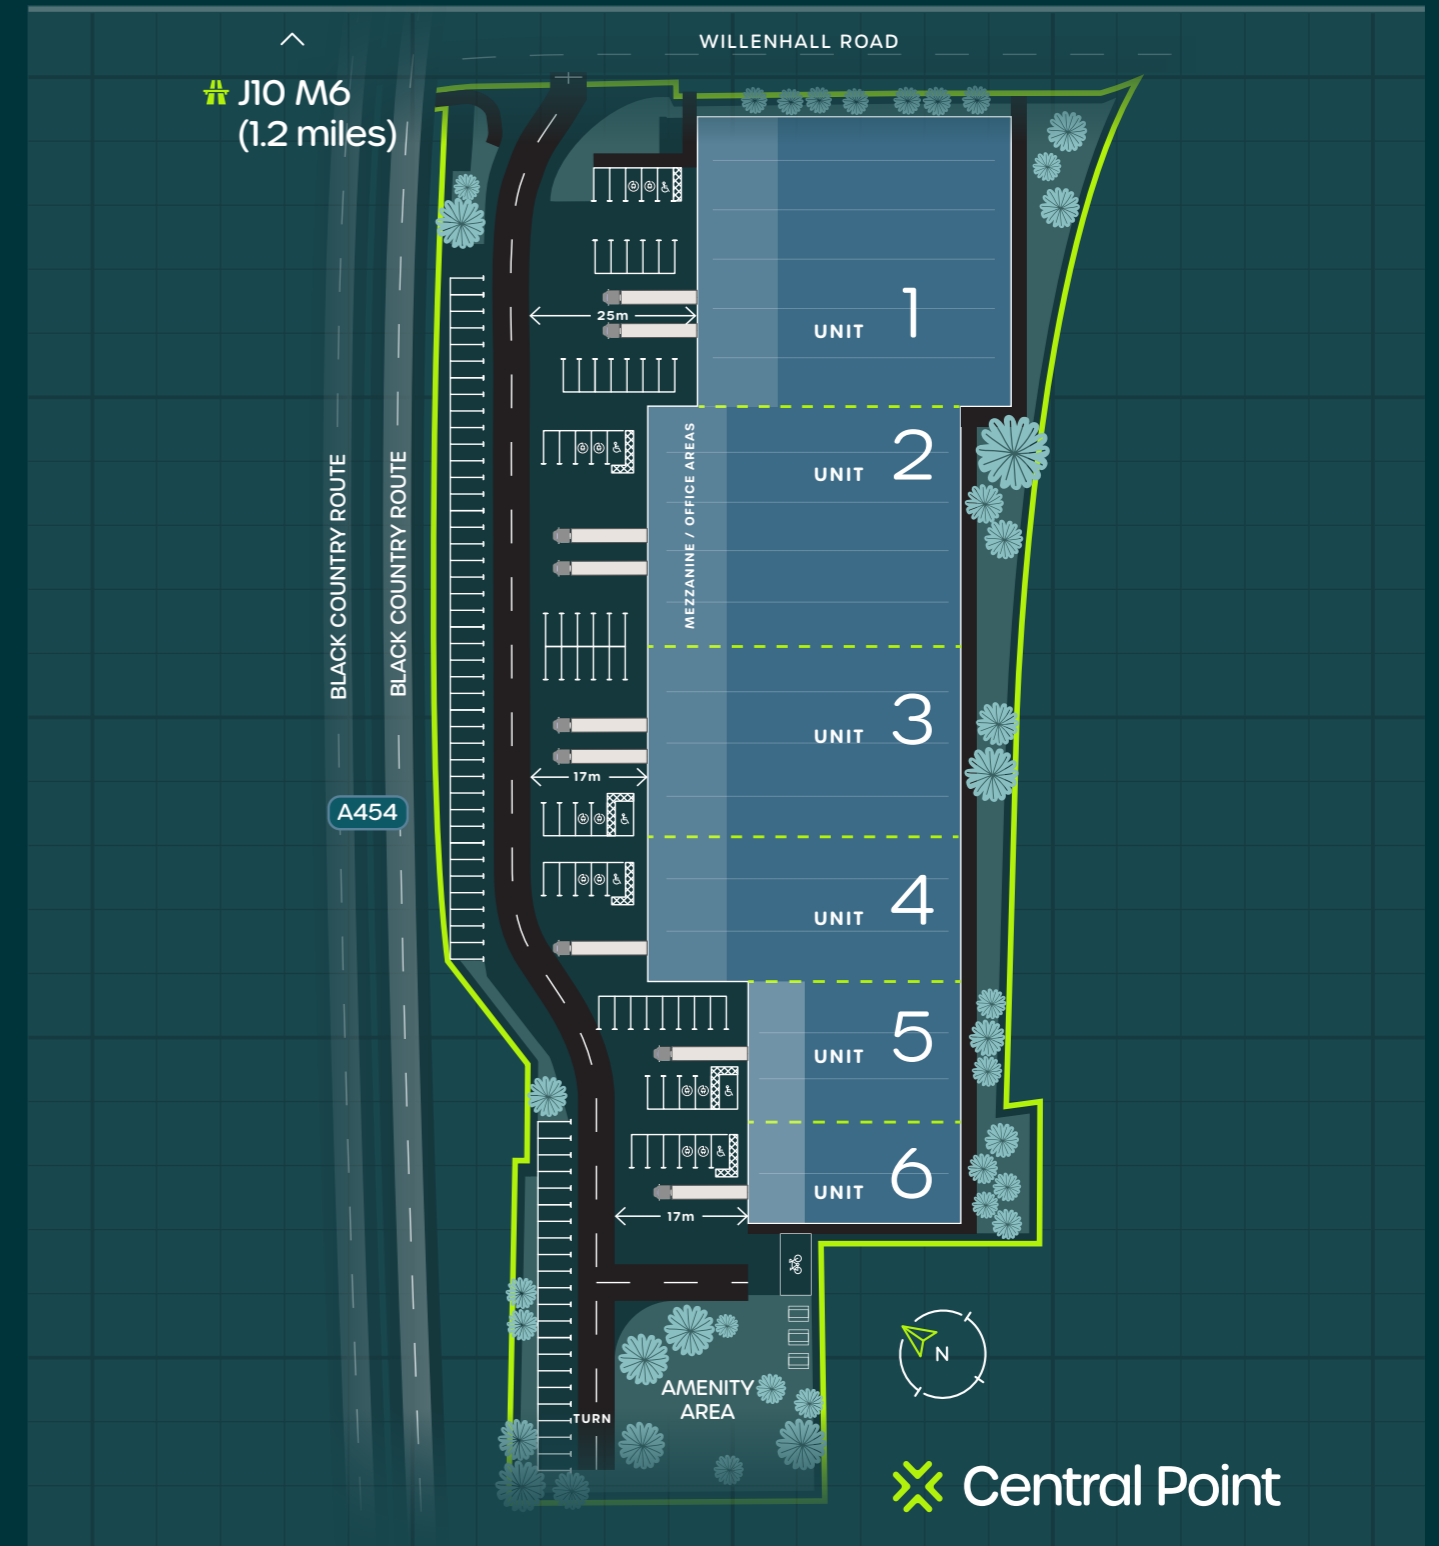 WILLENHALL ROAD
J10 M6
(1.2 miles)
25m
UNIT 1
UNIT 2
MEZZANINE / OFFICE AREAS
BLACK COUNTRY ROUTE
BLACK COUNTRY ROUTE
UNIT 3
17m
A454
UNIT 4
UNIT 5
UNIT 6
17m
N
AMENITY
AREA
TURN
Central Point